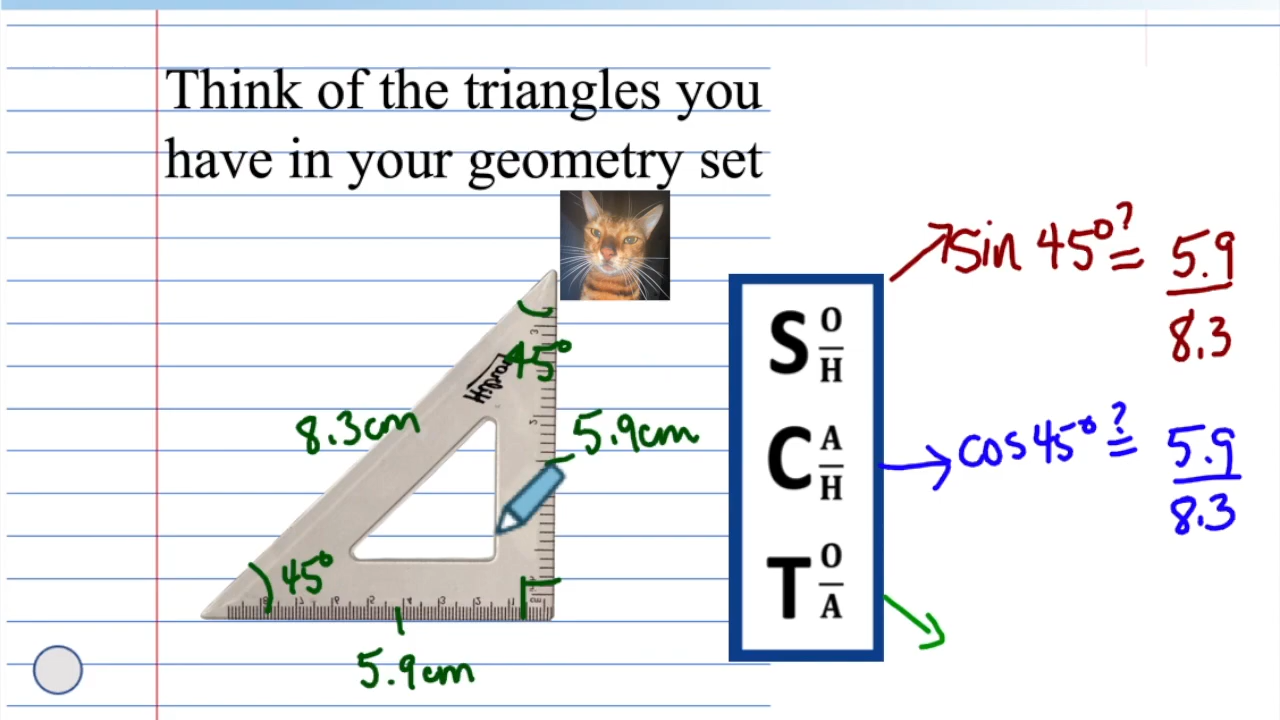 Think of the triangles you
have in your geometry set
sin 45° ?= 5.9/8.3
S O/H
45°
8.3cm
5.9cm
C A/H
cos 45° ?= 5.9/8.3
45°
T O/A
5.9cm